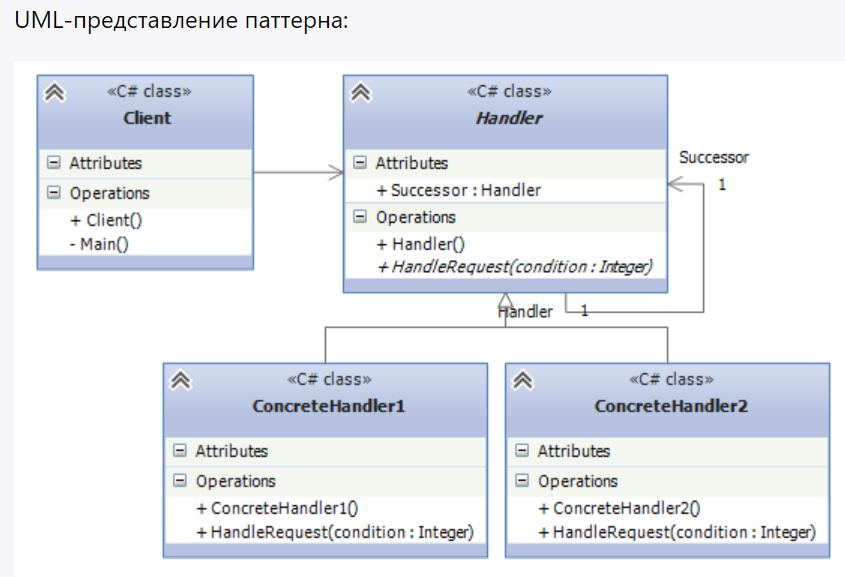 UML-представление паттерна:
«C# class»
Client
Attributes
Operations
+ Client()
- Main()
«C# class»
Handler
Attributes
+ Successor : Handler
Operations
+ Handler()
+ HandleRequest(condition : Integer)
Successor
1
Handler
1
«C# class»
ConcreteHandler1
Attributes
Operations
+ ConcreteHandler1()
+ HandleRequest(condition : Integer)
«C# class»
ConcreteHandler2
Attributes
Operations
+ ConcreteHandler2()
+ HandleRequest(condition : Integer)